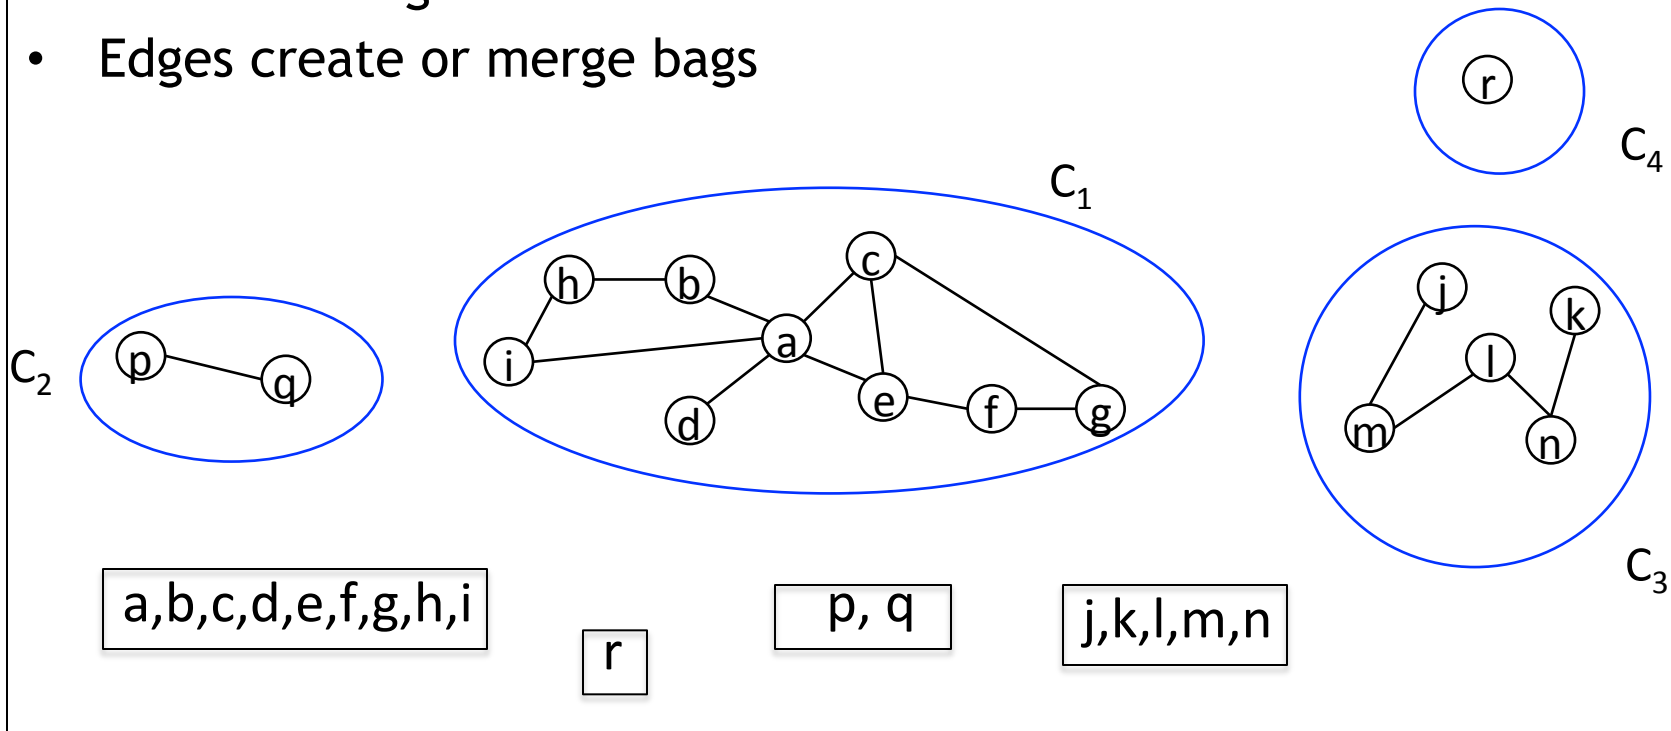 • Edges create or merge bags
r
C₄
C₁
c
h b
j
k
a
p
i
l
C₂
q
e
f g
d
m
n
C₃
a,b,c,d,e,f,g,h,i
p, q
j,k,l,m,n
r